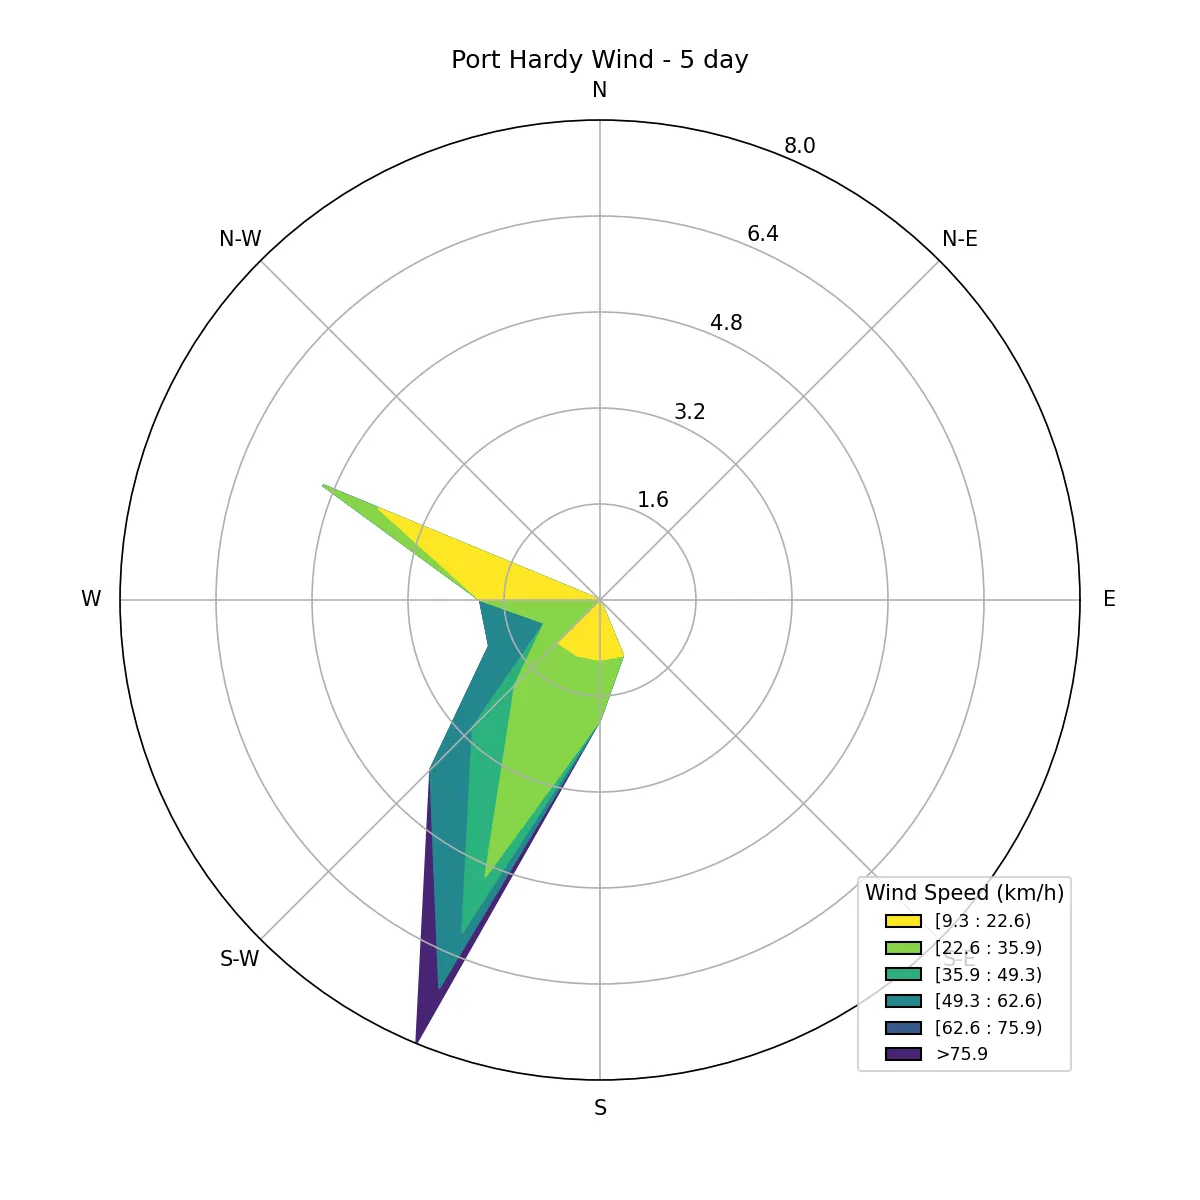 Port Hardy Wind - 5 day
N
8.0
N-W
6.4
N-E
4.8
3.2
1.6
W
E
Wind Speed (km/h)
[9.3 : 22.6)
[22.6 : 35.9)
S-W
S-E
[35.9 : 49.3)
[49.3 : 62.6)
[62.6 : 75.9)
>75.9
S